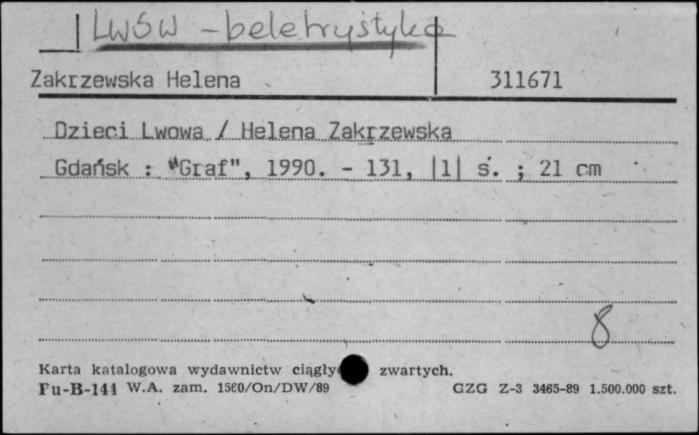 Lwów - beletrystyka
Zakrzewska Helena 311671
Dzieci Lwowa / Helena Zakrzewska
Gdańsk : "Graf", 1990. - 131, |1| s. ; 21 cm
8
Karta katalogowa wydawnictw ciągły zwartych.
Pu-B-144 W.A. zam. 1560/On/DW/89 GZG Z-3 3465-89 1.500.000 szt.